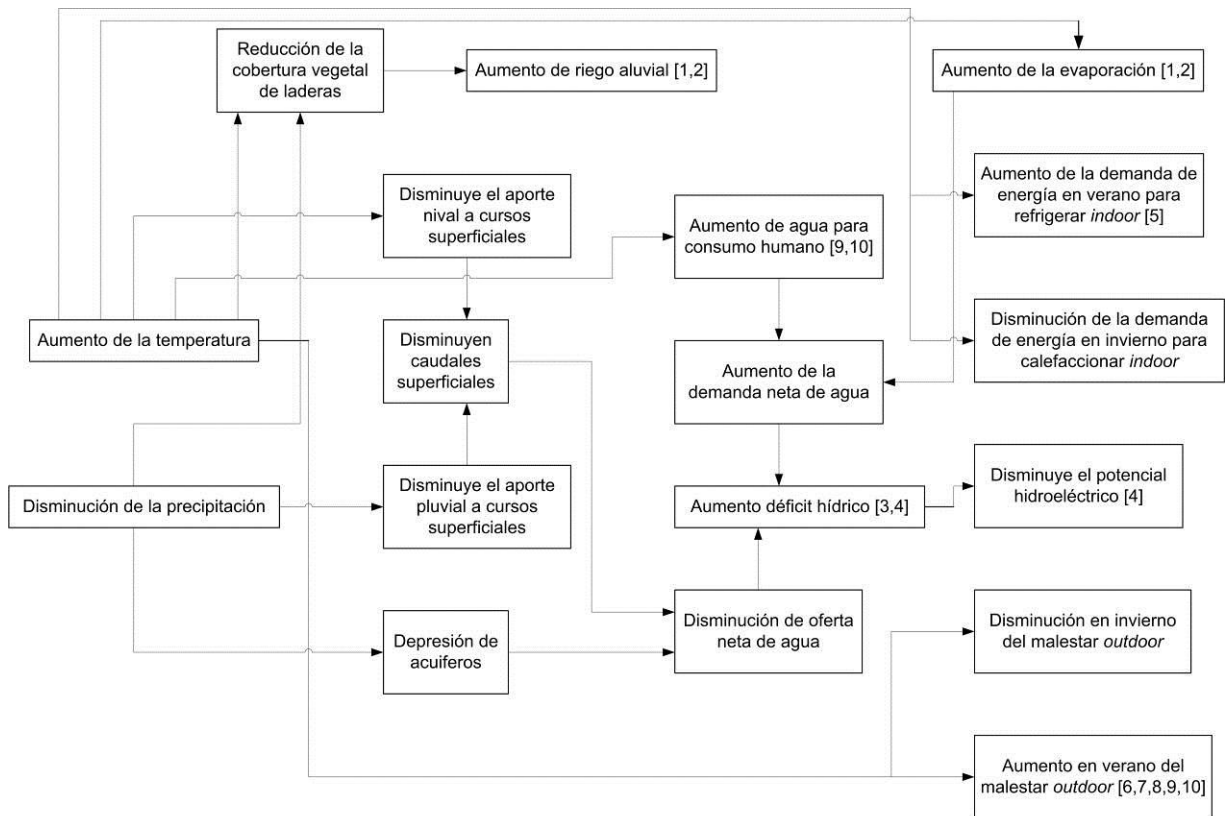 Reducción de la
cobertura vegetal
de laderas
Aumento de riego aluvial [1,2]
Aumento de la evaporación [1,2]
Disminuye el aporte
nival a cursos
superficiales
Aumento de agua para
consumo humano [9,10]
Aumento de la demanda de
energía en verano para
refrigerar indoor [5]
Aumento de la temperatura
Disminuyen
caudales
superficiales
Aumento de la
demanda neta de agua
Disminución de la demanda
de energía en invierno para
calefaccionar indoor
Disminución de la precipitación
Disminuye el aporte
pluvial a cursos
superficiales
Aumento déficit hídrico [3,4]
Disminuye el potencial
hidroeléctrico [4]
Depresión de
acuiferos
Disminución de oferta
neta de agua
Disminución en invierno
del malestar outdoor
Aumento en verano del
malestar outdoor [6,7,8,9,10]